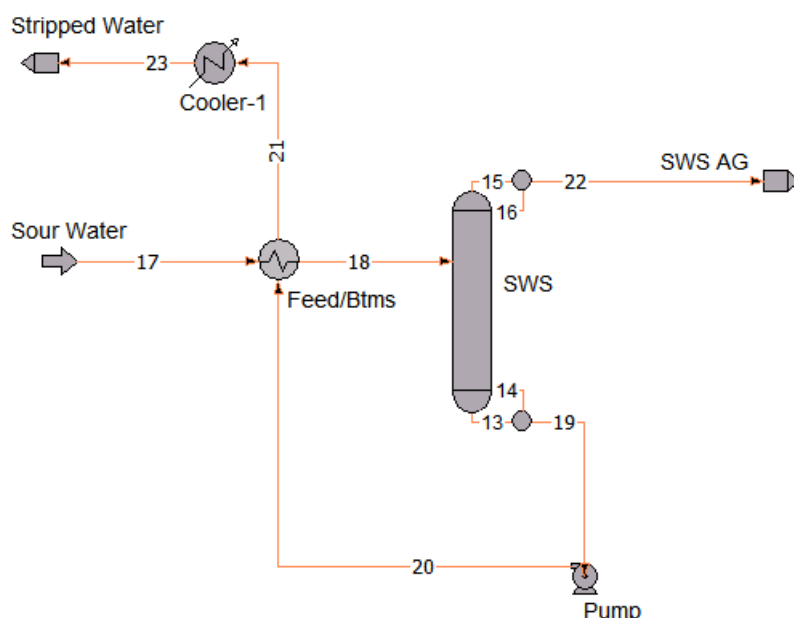 Stripped Water
23
Cooler-1
21
15
22
SWS AG
16
Sour Water
17
18
Feed/Btms
SWS
14
13
19
20
Pump